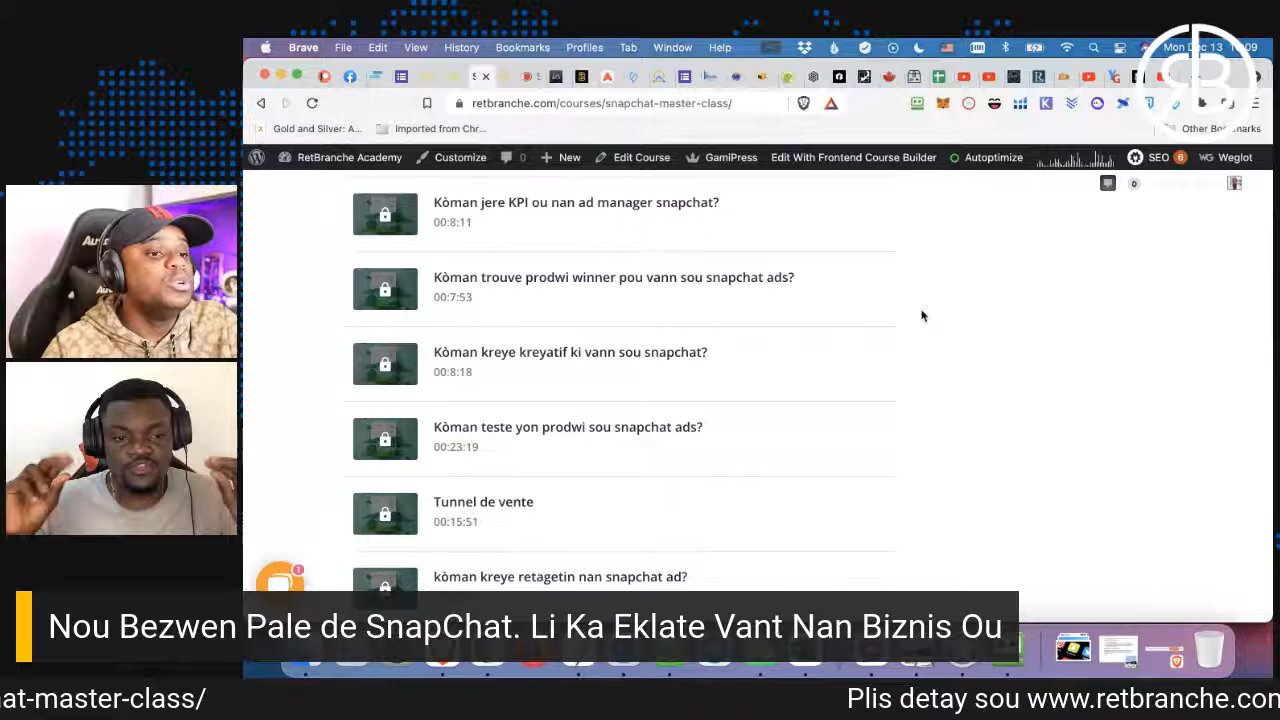 Brave File Edit View History Bookmarks Profiles Tab Window Help
Mon Dec 13
retbranche.com/courses/snapchat-master-class/
Gold and Silver: A... Imported from Chr... Other Bookmarks
RetBranche Academy Customize 0 New Edit Course GamiPress Edit With Frontend Course Builder Autoptimize SEO 6 Weglot
0
Kòman jere KPI ou nan ad manager snapchat?
00:8:11
Kòman trouve prodwi winner pou vann sou snapchat ads?
00:7:53
Kòman kreye kreyatif ki vann sou snapchat?
00:8:18
Kòman teste yon prodwi sou snapchat ads?
00:23:19
Tunnel de vente
00:15:51
kòman kreye retagetin nan snapchat ad?
1
Nou Bezwen Pale de SnapChat. Li Ka Eklate Vant Nan Biznis Ou
at-master-class/ Plis detay sou www.retbranche.com